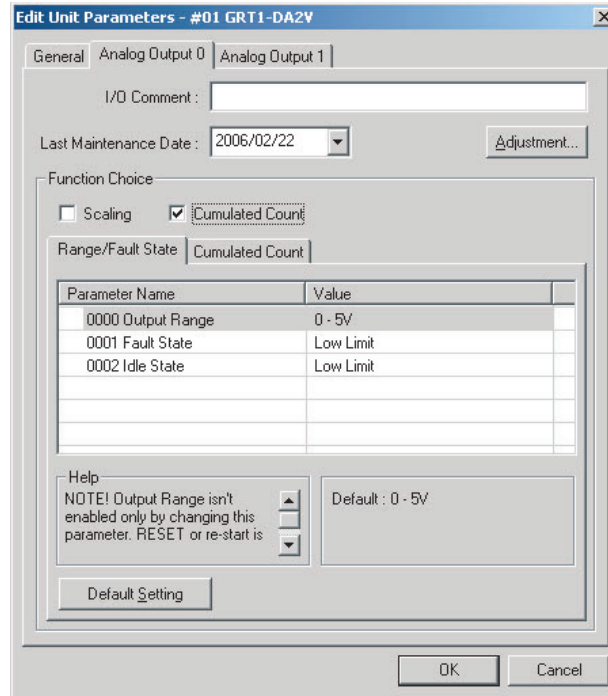 Edit Unit Parameters - #01 GRT1-DA2V
General Analog Output 0 Analog Output 1
I/O Comment :
Last Maintenance Date : 2006/02/22 Adjustment...
Function Choice
Scaling Cumulated Count
Range/Fault State Cumulated Count
Parameter Name Value
0000 Output Range 0 - 5V
0001 Fault State Low Limit
0002 Idle State Low Limit
Help
NOTE! Output Range isn't
enabled only by changing this
parameter. RESET or re-start is
Default : 0 - 5V
Default Setting
OK Cancel